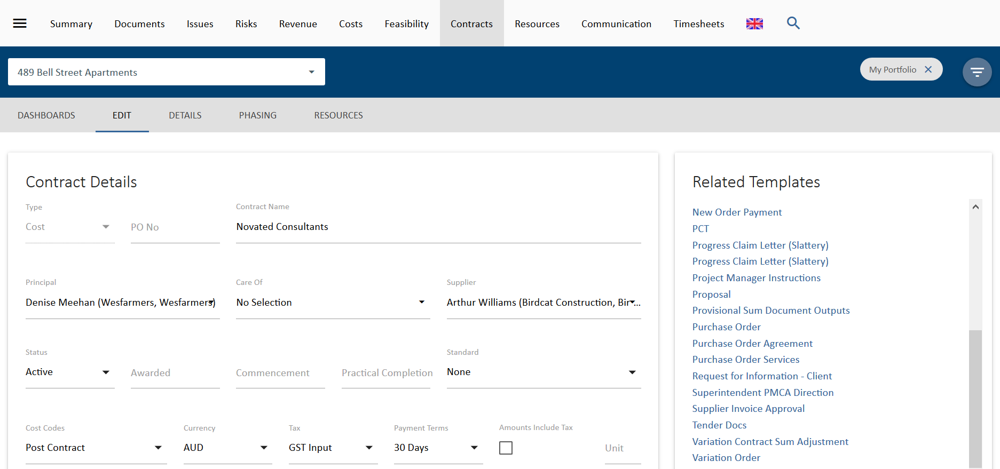 Summary Documents Issues Risks Revenue Costs Feasibility Contracts Resources Communication Timesheets
489 Bell Street Apartments
My Portfolio
DASHBOARDS EDIT DETAILS PHASING RESOURCES
Contract Details
Type
Contract Name
Cost
PO No
Novated Consultants
Principal
Care Of
Supplier
Denise Meehan (Wesfarmers, Wesfarmers)
No Selection
Arthur Williams (Birdcat Construction, Bir...
Status
Standard
Active
Awarded
Commencement
Practical Completion
None
Cost Codes
Currency
Tax
Payment Terms
Amounts Include Tax
Post Contract
AUD
GST Input
30 Days
Unit
Related Templates
New Order Payment
PCT
Progress Claim Letter (Slattery)
Progress Claim Letter (Slattery)
Project Manager Instructions
Proposal
Provisional Sum Document Outputs
Purchase Order
Purchase Order Agreement
Purchase Order Services
Request for Information - Client
Superintendent PMCA Direction
Supplier Invoice Approval
Tender Docs
Variation Contract Sum Adjustment
Variation Order